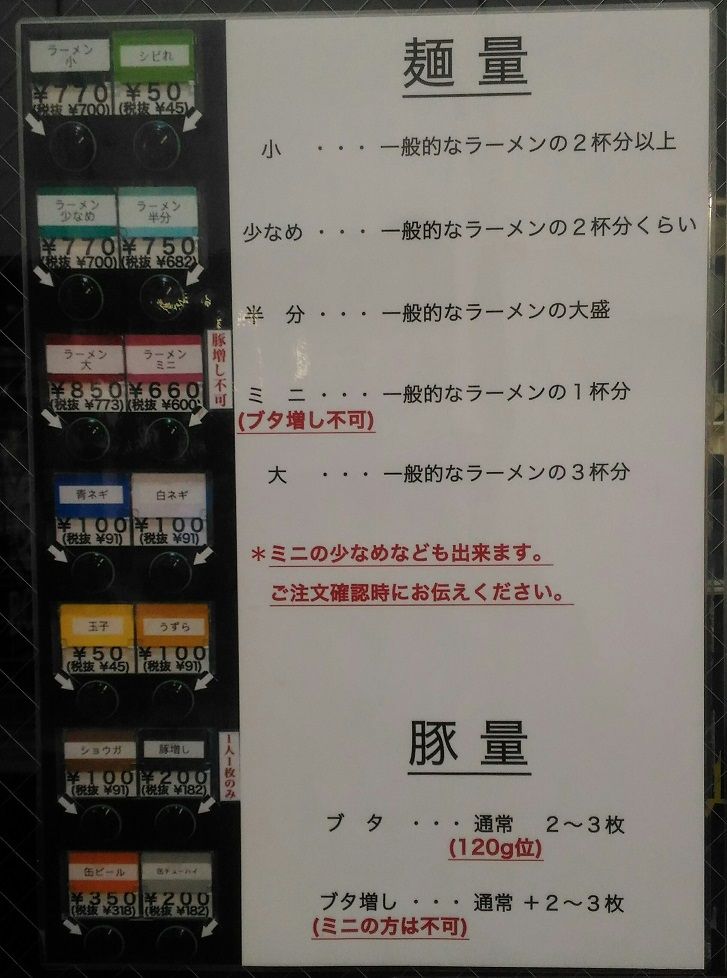 ラーメン
小
¥770
(税抜 ¥700)
シビれ
¥50
(税抜 ¥45)
ラーメン
少なめ
¥770
(税抜 ¥700)
ラーメン
半分
¥750
(税抜 ¥682)
ラーメン
大
¥850
(税抜 ¥773)
ラーメン
ミニ
¥660
(税抜 ¥600)
豚増し不可
青ネギ
¥100
(税抜 ¥91)
白ネギ
¥100
(税抜 ¥91)
玉子
¥50
(税抜 ¥45)
うずら
¥100
(税抜 ¥91)
ショウガ
¥100
(税抜 ¥91)
豚増し
¥200
(税抜 ¥182)
1人1枚のみ
缶ビール
¥350
(税抜 ¥318)
缶チューハイ
¥200
(税抜 ¥182)
麺量
小 ・・・ 一般的なラーメンの2杯分以上
少なめ ・・・ 一般的なラーメンの2杯分くらい
半 分 ・・・ 一般的なラーメンの大盛
ミ ニ ・・・ 一般的なラーメンの1杯分
(ブタ増し不可)
大 ・・・ 一般的なラーメンの3杯分
＊ミニの少なめなども出来ます。
ご注文確認時にお伝えください。
豚量
ブ タ ・・・ 通常 2〜3枚
(120g位)
ブタ増し ・・・ 通常 +2〜3枚
(ミニの方は不可)